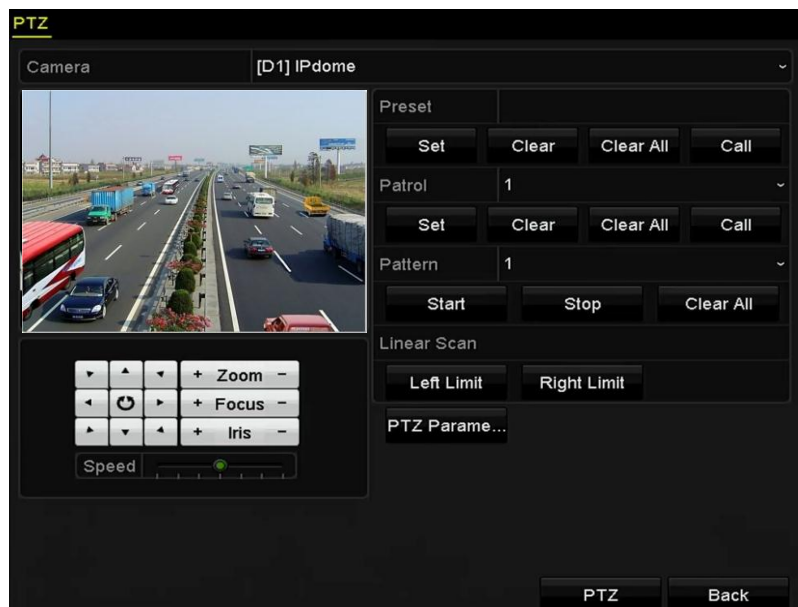 PTZ
Camera [D1] IPdome
Preset
Set Clear Clear All Call
Patrol 1
Set Clear Clear All Call
Pattern 1
Start Stop Clear All
Linear Scan
Left Limit Right Limit
PTZ Parame...
+ Zoom -
+ Focus -
+ Iris -
Speed
PTZ Back